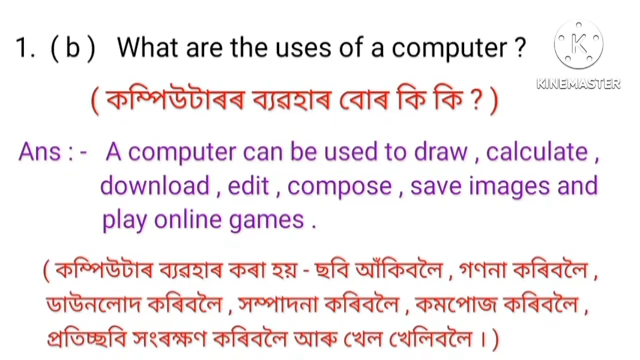 1. ( b ) What are the uses of a computer ?
KINEMASTER
( কম্পিউটাৰৰ ব্যৱহাৰ বোৰ কি কি ? )
Ans : - A computer can be used to draw , calculate ,
download , edit , compose , save images and
play online games .
( কম্পিউটাৰ ব্যৱহাৰ কৰা হয় - ছবি আঁকিবলৈ , গণনা কৰিবলৈ ,
ডাউনলোদ কৰিবলৈ , সম্পাদনা কৰিবলৈ , কমপোজ কৰিবলৈ ,
প্ৰতিচ্ছবি সংৰক্ষণ কৰিবলৈ আৰু খেল খেলিবলৈ । )